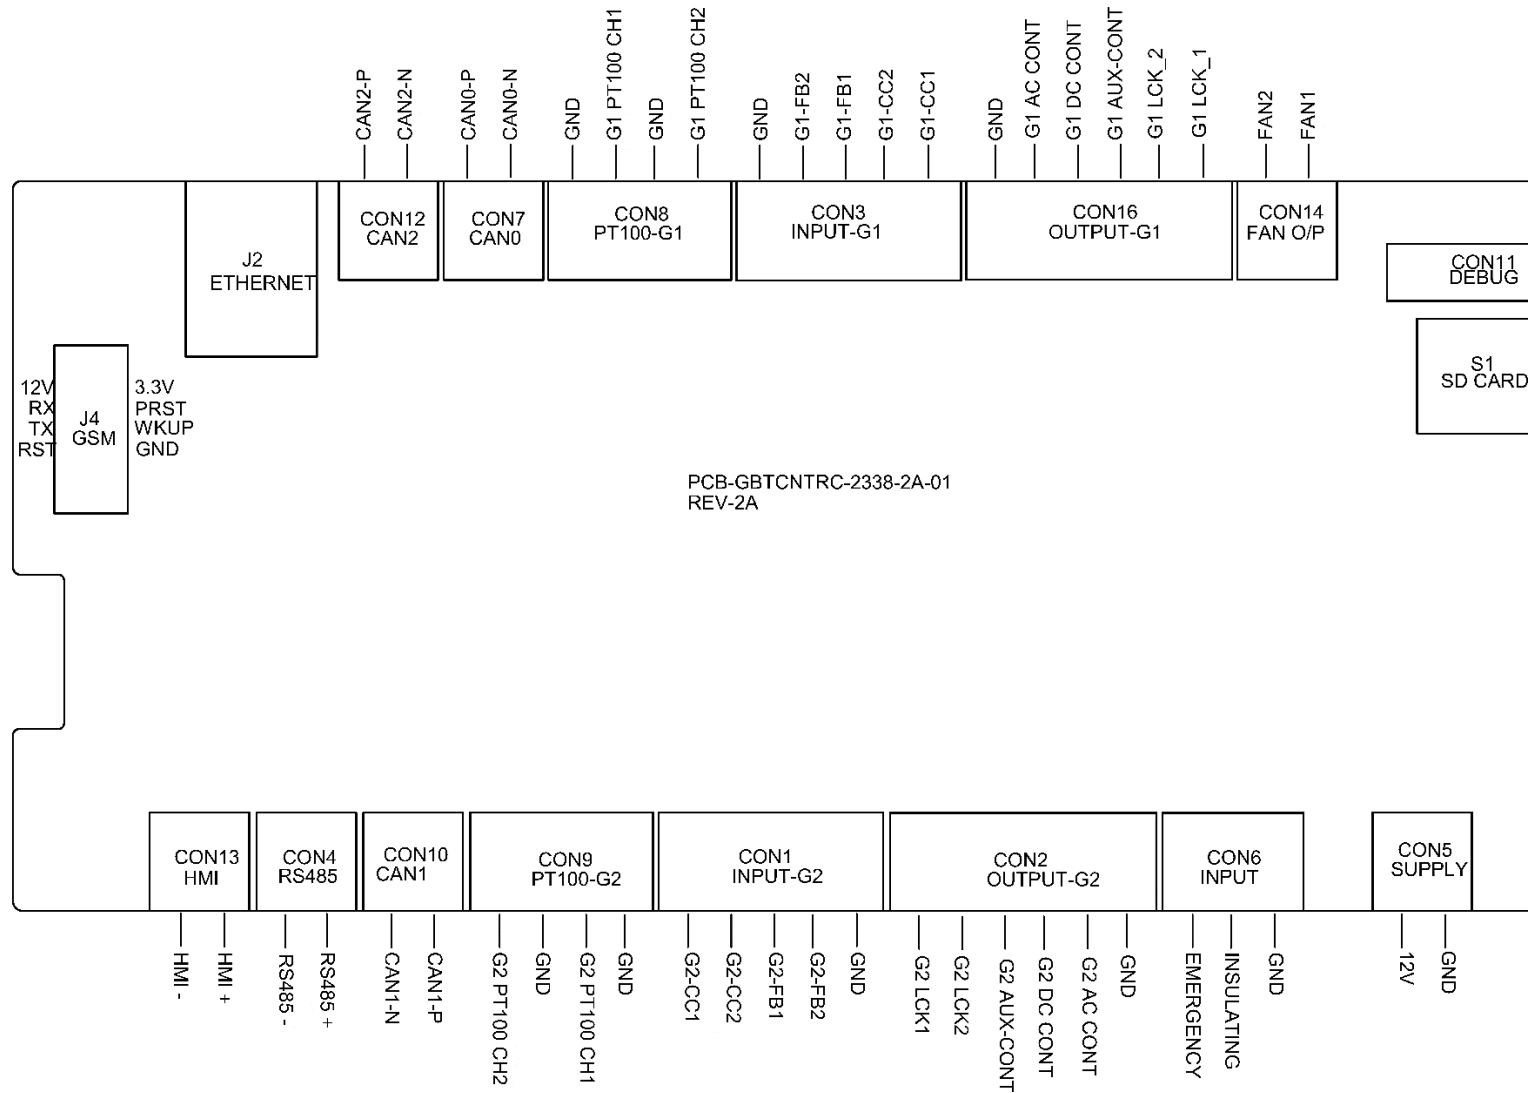 CAN2-P
CAN2-N
CAN0-P
CAN0-N
GND
G1 PT100 CH1
GND
G1 PT100 CH2
GND
G1-FB2
G1-FB1
G1-CC2
G1-CC1
GND
G1 AC CONT
G1 DC CONT
G1 AUX-CONT
G1 LCK_2
G1 LCK_1
FAN2
FAN1
J2
ETHERNET
CON12
CAN2
CON7
CAN0
CON8
PT100-G1
CON3
INPUT-G1
CON16
OUTPUT-G1
CON14
FAN O/P
CON11
DEBUG
S1
SD CARD
12V
RX
TX
RST
J4
GSM
3.3V
PRST
WKUP
GND
PCB-GBTCNTRC-2338-2A-01
REV-2A
CON13
HMI
CON4
RS485
CON10
CAN1
CON9
PT100-G2
CON1
INPUT-G2
CON2
OUTPUT-G2
CON6
INPUT
CON5
SUPPLY
HMI -
HMI +
RS485 -
RS485 +
CAN1-N
CAN1-P
G2 PT100 CH2
GND
G2 PT100 CH1
GND
G2-CC1
G2-CC2
G2-FB1
G2-FB2
GND
G2 LCK1
G2 LCK2
G2 AUX-CONT
G2 DC CONT
G2 AC CONT
GND
EMERGENCY
INSULATING
GND
12V
GND